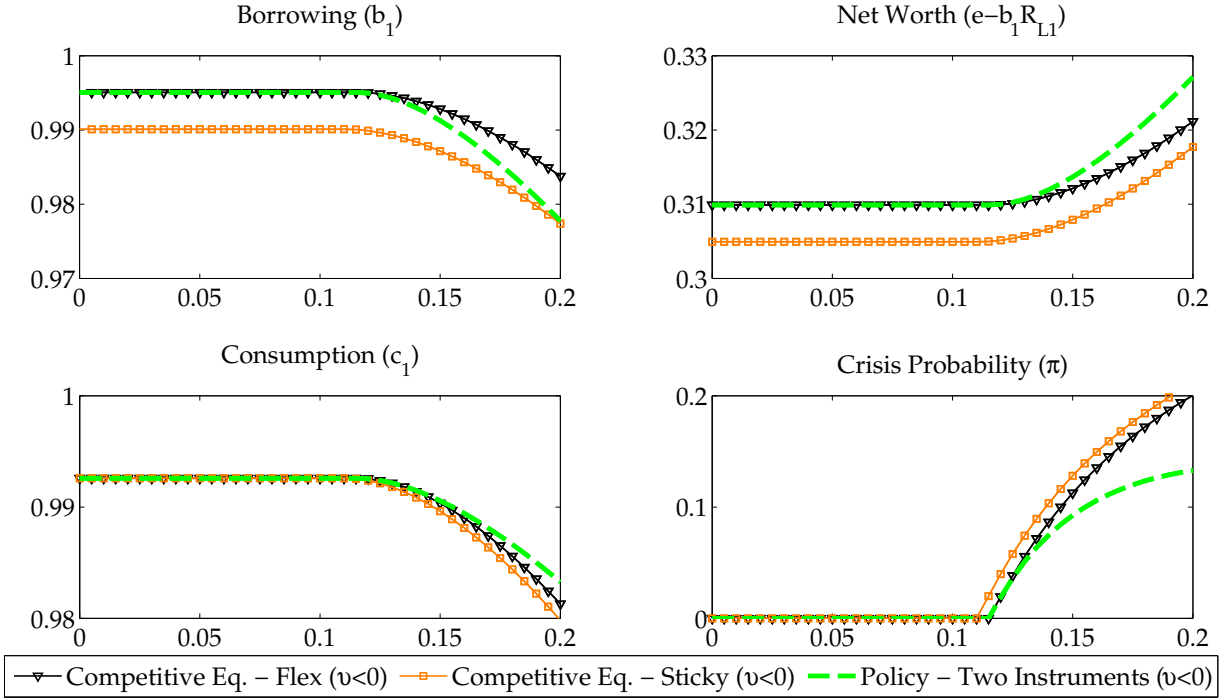 Borrowing (b₁)
1
0.99
0.98
0.97
0 0.05 0.1 0.15 0.2
Net Worth (e−b₁R_L1)
0.33
0.32
0.31
0.3
0 0.05 0.1 0.15 0.2
Consumption (c₁)
1
0.99
0.98
0 0.05 0.1 0.15 0.2
Crisis Probability (π)
0.2
0.1
0
0 0.05 0.1 0.15 0.2
Competitive Eq. − Flex (υ<0) Competitive Eq. − Sticky (υ<0) Policy − Two Instruments (υ<0)